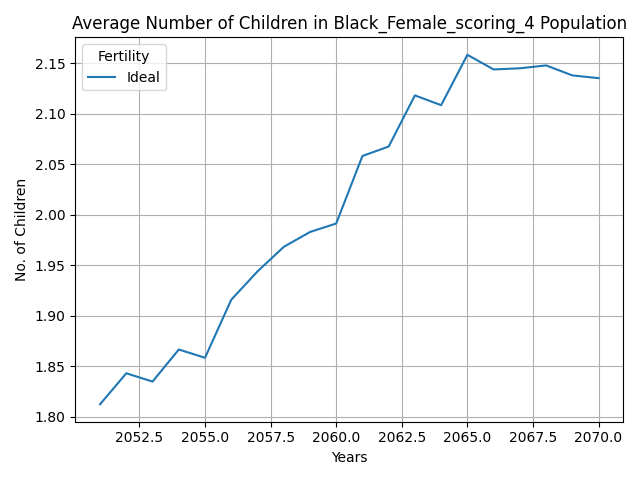 Average Number of Children in Black_Female_scoring_4 Population
Fertility
Ideal
No. of Children
2.15
2.10
2.05
2.00
1.95
1.90
1.85
1.80
2052.5 2055.0 2057.5 2060.0 2062.5 2065.0 2067.5 2070.0
Years